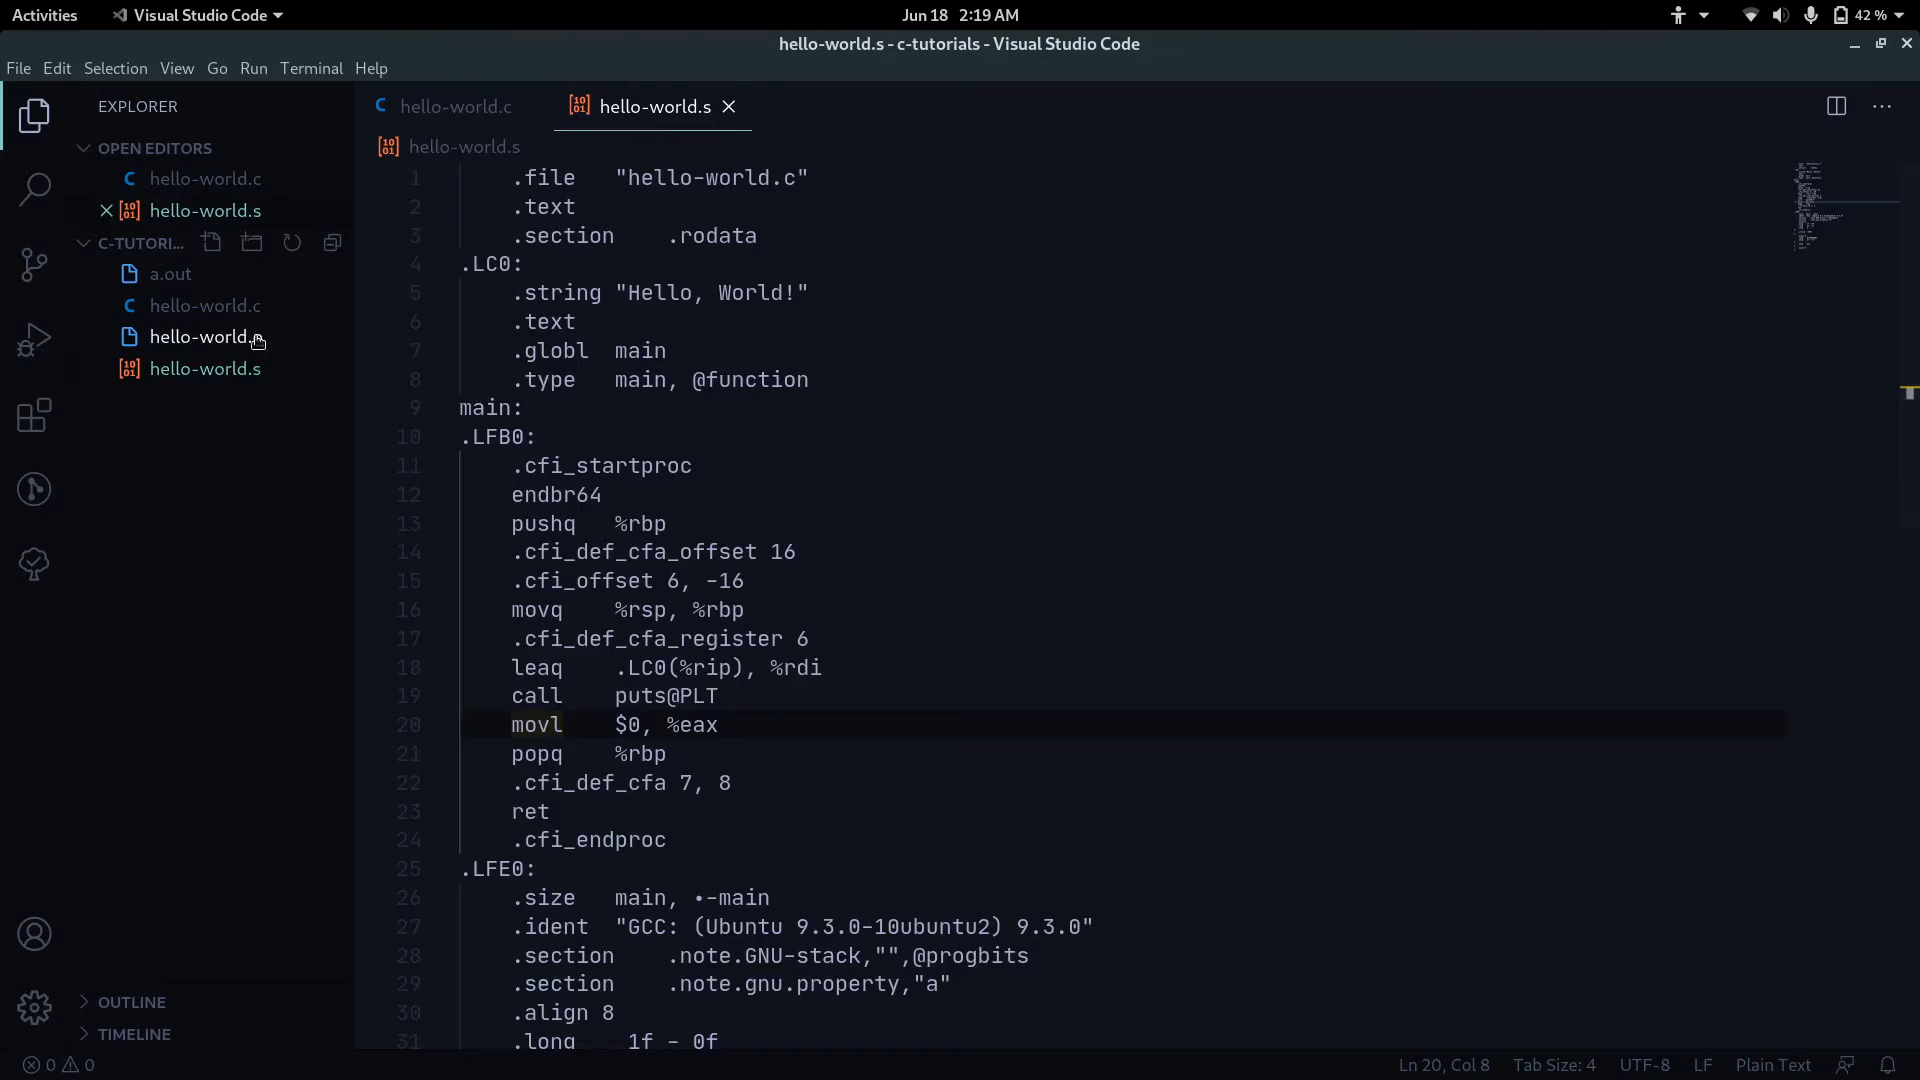 Activities
Visual Studio Code
Jun 18 2:19 AM
42 %
hello-world.s - c-tutorials - Visual Studio Code
File Edit Selection View Go Run Terminal Help
EXPLORER
OPEN EDITORS
hello-world.c
hello-world.s
C-TUTORI...
a.out
hello-world.c
hello-world.
hello-world.s
OUTLINE
TIMELINE
hello-world.c
hello-world.s
hello-world.s
1 .file "hello-world.c"
2 .text
3 .section .rodata
4 .LC0:
5 .string "Hello, World!"
6 .text
7 .globl main
8 .type main, @function
9 main:
10 .LFB0:
11 .cfi_startproc
12 endbr64
13 pushq %rbp
14 .cfi_def_cfa_offset 16
15 .cfi_offset 6, -16
16 movq %rsp, %rbp
17 .cfi_def_cfa_register 6
18 leaq .LC0(%rip), %rdi
19 call puts@PLT
20 movl $0, %eax
21 popq %rbp
22 .cfi_def_cfa 7, 8
23 ret
24 .cfi_endproc
25 .LFE0:
26 .size main, •-main
27 .ident "GCC: (Ubuntu 9.3.0-10ubuntu2) 9.3.0"
28 .section .note.GNU-stack,"",@progbits
29 .section .note.gnu.property,"a"
30 .align 8
31 .long 1f - 0f
0 0
Ln 20, Col 8 Tab Size: 4 UTF-8 LF Plain Text